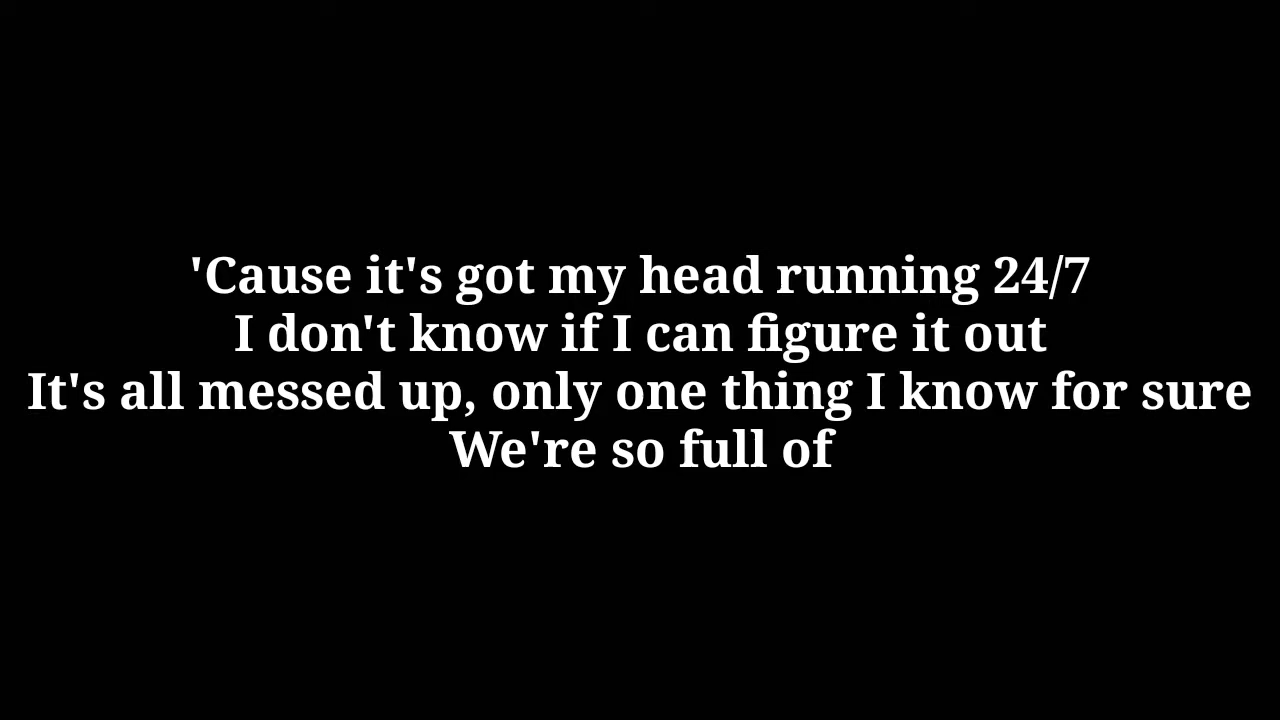 'Cause it's got my head running 24/7
I don't know if I can figure it out
It's all messed up, only one thing I know for sure
We're so full of